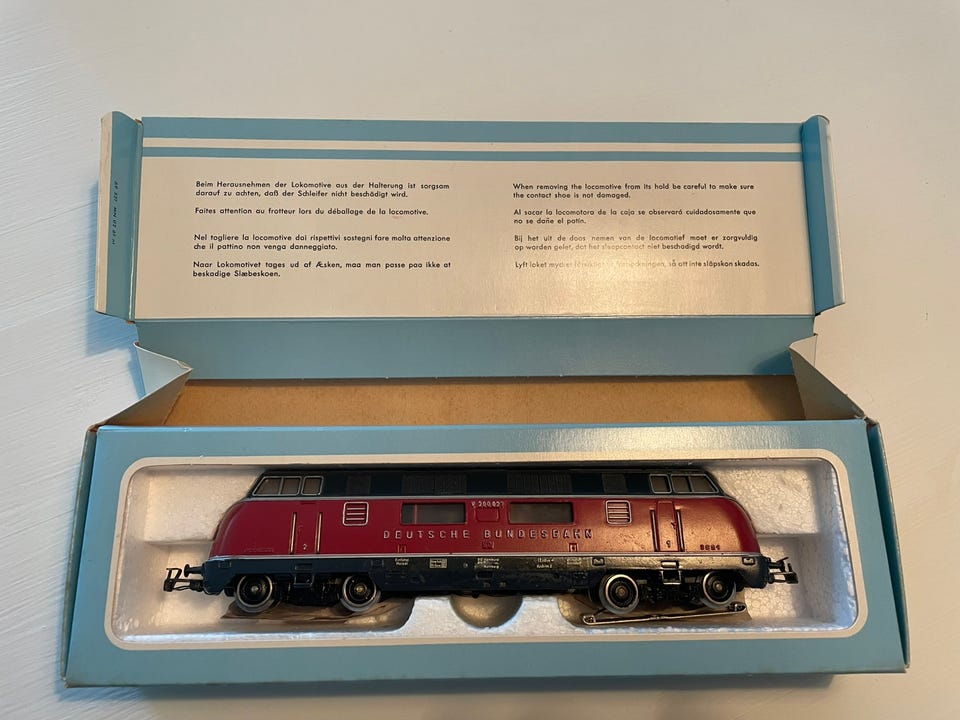 Beim Herausnehmen der Lokomotive aus der Halterung ist sorgsam
darauf zu achten, daß der Schleifer nicht beschädigt wird.
Faites attention au frotteur lors du déballage de la locomotive.
Nel togliere la locomotive dai rispettivi sostegni fare molta attenzione
che il pattino non venga danneggiato.
Naar Lokomotivet tages ud af Æsken, maa man passe paa ikke at
beskadige Slæbeskoen.
When removing the locomotive from its hold be careful to make sure
the contact shoe is not damaged.
Al sacar la locomotora de la caja se observará cuidadosamente que
no se dañe el patín.
Bij het uit de doos nemen van de locomatief moet er zorgvuldig
op worden gelet, dat het sleepcontact niet beschadigd wordt.
Lyft loket mycket så att inte släpskon skadas.
DEUTSCHE BUNDESBAHN
2
1